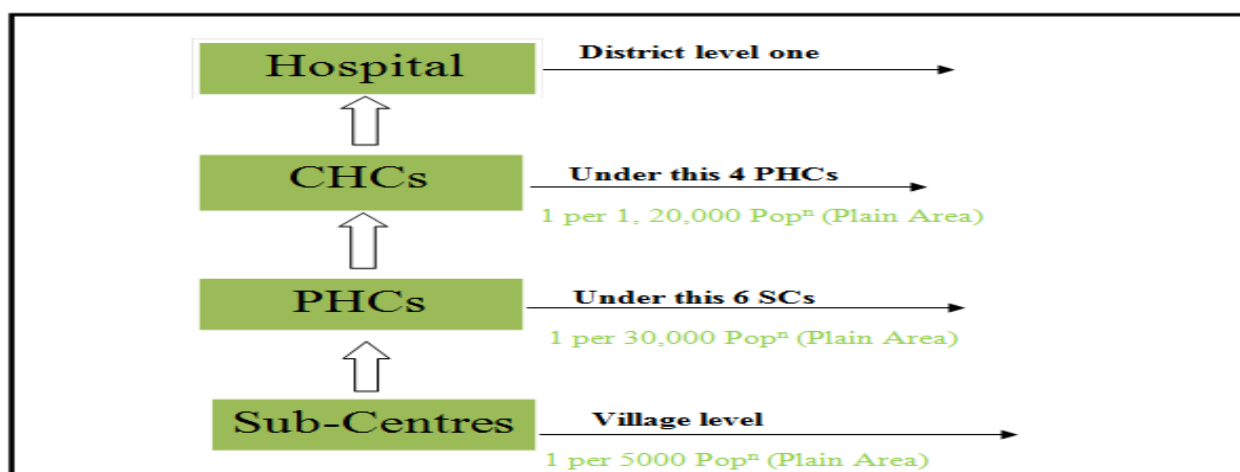 Hospital
District level one
CHCs
Under this 4 PHCs
1 per 1, 20,000 Popⁿ (Plain Area)
PHCs
Under this 6 SCs
1 per 30,000 Popⁿ (Plain Area)
Sub-Centres
Village level
1 per 5000 Popⁿ (Plain Area)